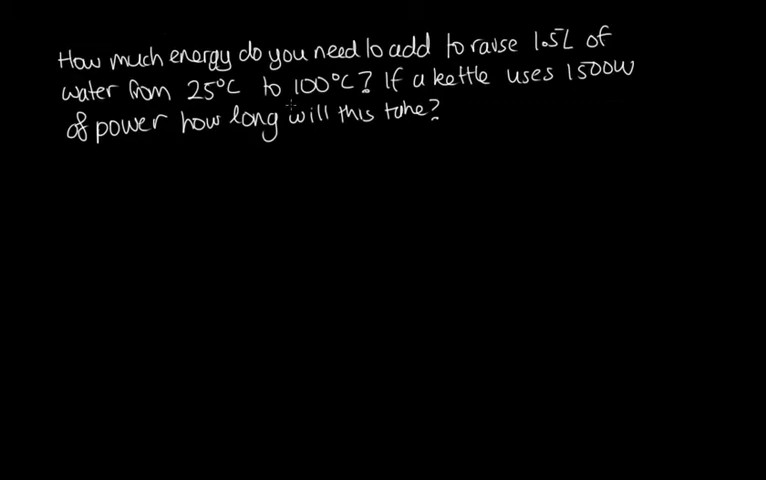 How much energy do you need to add to raise 1.5L of
water from 25°C to 100°C? If a kettle uses 1500W
of power how long will this take?